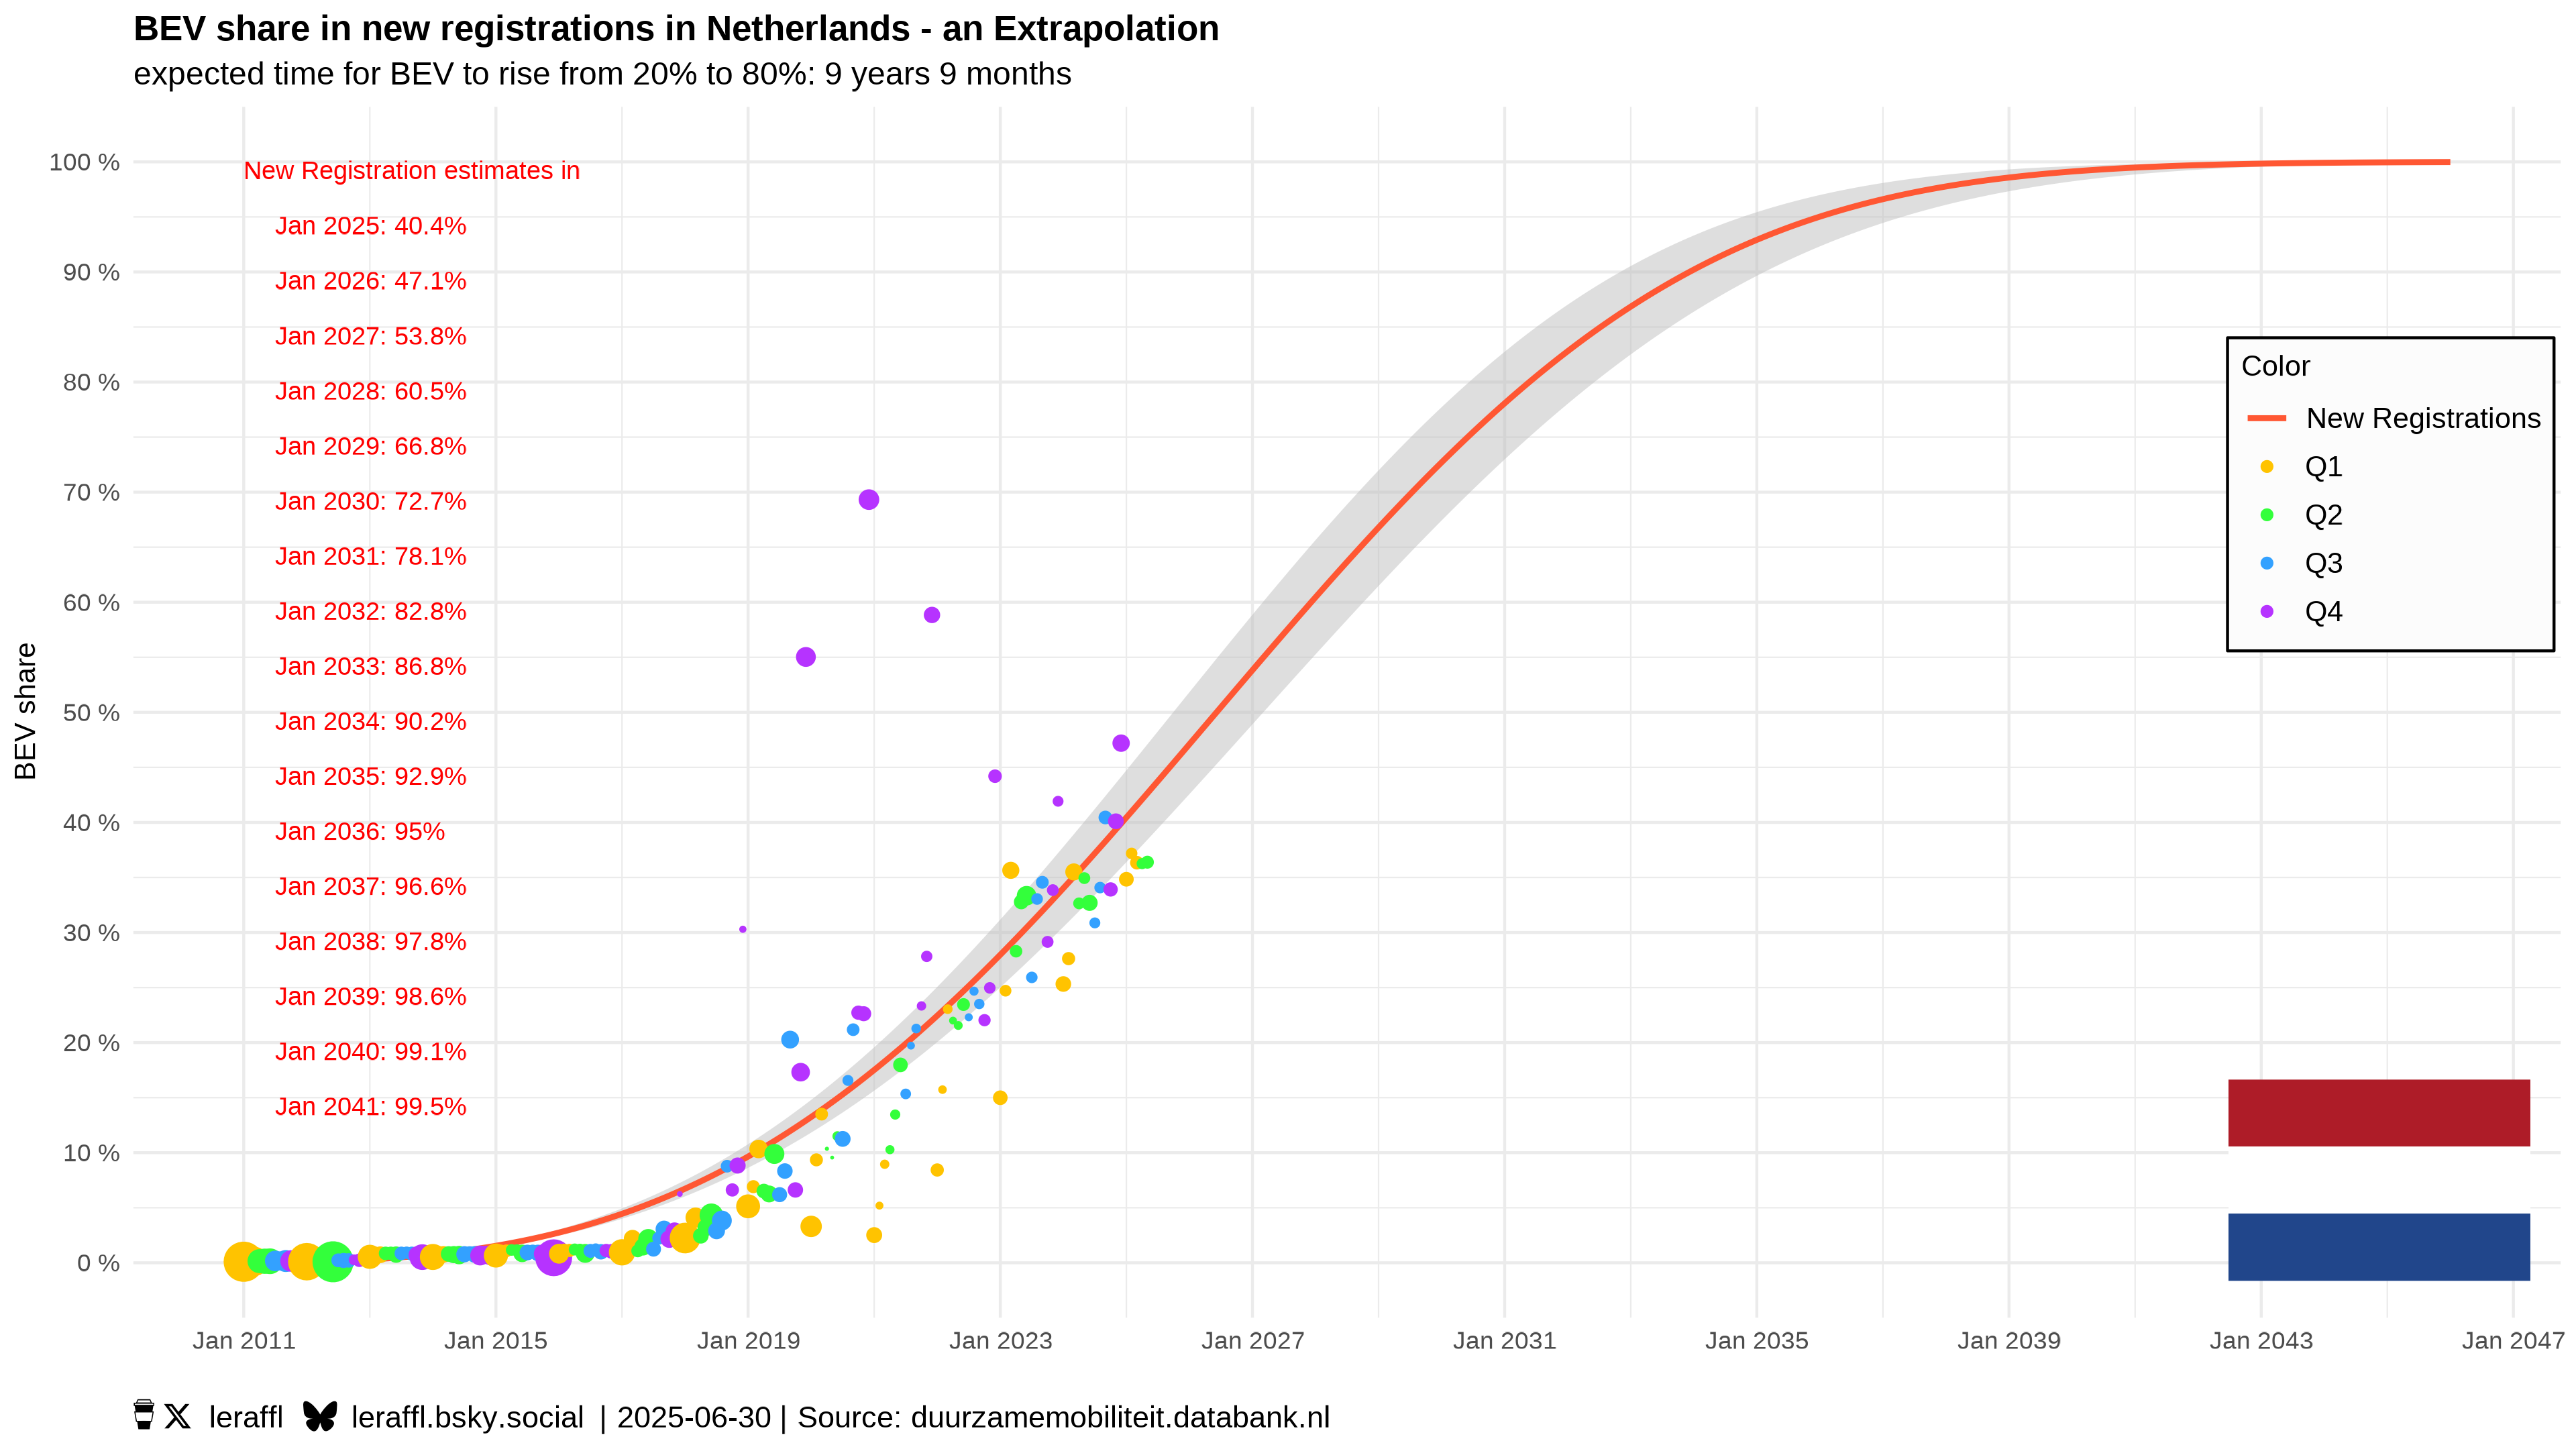 BEV share in new registrations in Netherlands - an Extrapolation
expected time for BEV to rise from 20% to 80%: 9 years 9 months
BEV share
100 %
90 %
80 %
70 %
60 %
50 %
40 %
30 %
20 %
10 %
0 %
New Registration estimates in
Jan 2025: 40.4%
Jan 2026: 47.1%
Jan 2027: 53.8%
Jan 2028: 60.5%
Jan 2029: 66.8%
Jan 2030: 72.7%
Jan 2031: 78.1%
Jan 2032: 82.8%
Jan 2033: 86.8%
Jan 2034: 90.2%
Jan 2035: 92.9%
Jan 2036: 95%
Jan 2037: 96.6%
Jan 2038: 97.8%
Jan 2039: 98.6%
Jan 2040: 99.1%
Jan 2041: 99.5%
Color
New Registrations
Q1
Q2
Q3
Q4
Jan 2011 Jan 2015 Jan 2019 Jan 2023 Jan 2027 Jan 2031 Jan 2035 Jan 2039 Jan 2043 Jan 2047
leraffl leraffl.bsky.social | 2025-06-30 | Source: duurzamemobiliteit.databank.nl